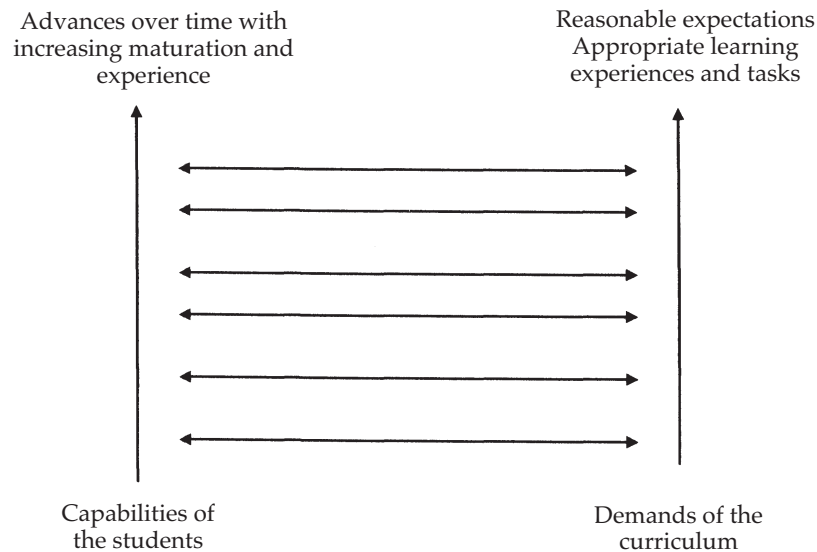 Advances over time with
increasing maturation and
experience
Reasonable expectations
Appropriate learning
experiences and tasks
Capabilities of
the students
Demands of the
curriculum